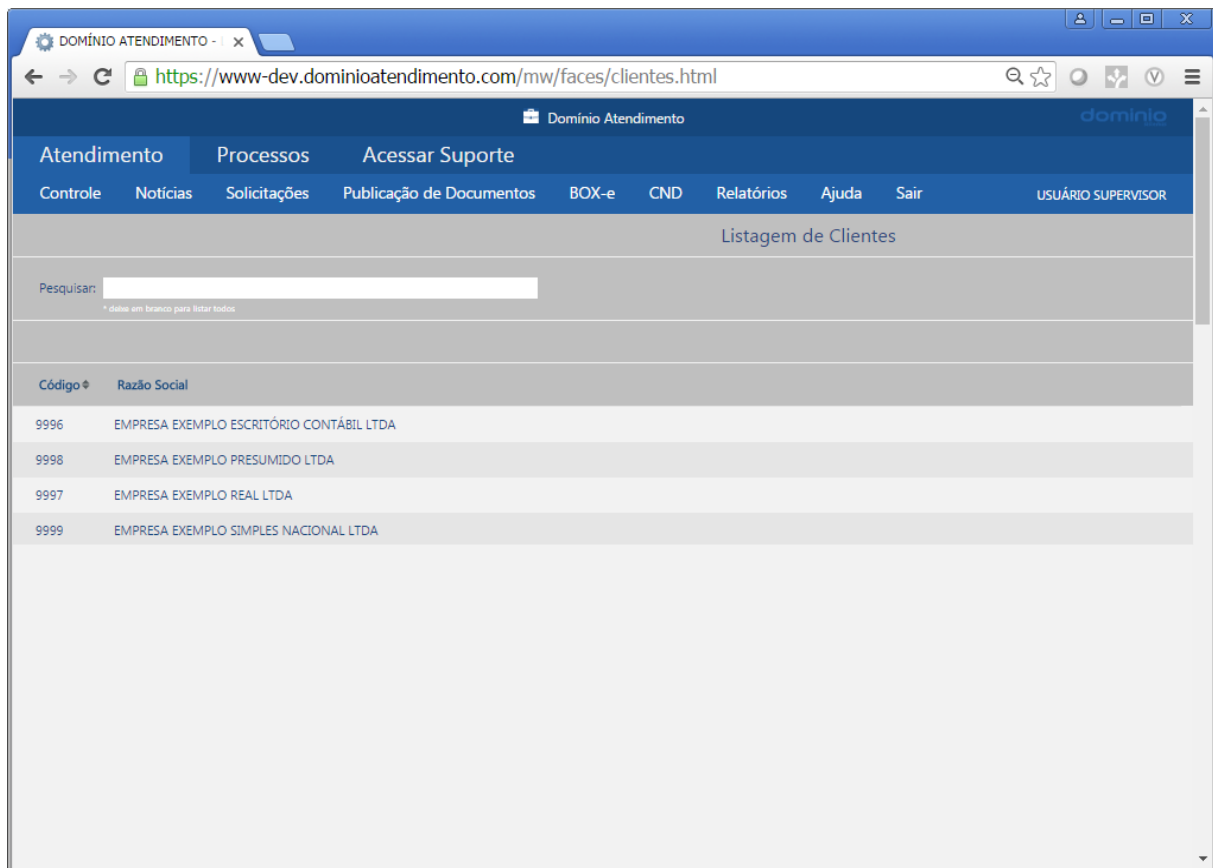 DOMÍNIO ATENDIMENTO -
https://www-dev.dominioatendimento.com/mw/faces/clientes.html
Domínio Atendimento
dominio
Atendimento Processos Acessar Suporte
Controle Notícias Solicitações Publicação de Documentos BOX-e CND Relatórios Ajuda Sair USUÁRIO SUPERVISOR
Listagem de Clientes
Pesquisar:
* deixe em branco para listar todos
Código Razão Social
9996 EMPRESA EXEMPLO ESCRITÓRIO CONTÁBIL LTDA
9998 EMPRESA EXEMPLO PRESUMIDO LTDA
9997 EMPRESA EXEMPLO REAL LTDA
9999 EMPRESA EXEMPLO SIMPLES NACIONAL LTDA